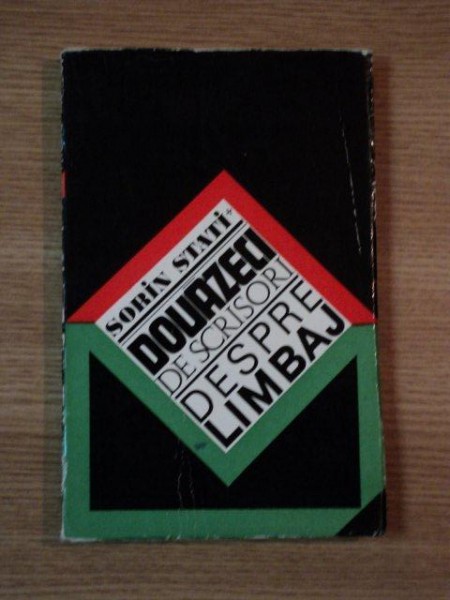 SORIN STATI+
DOUAZECI
DE SCRISORI
DESPRE
LIMBAJ